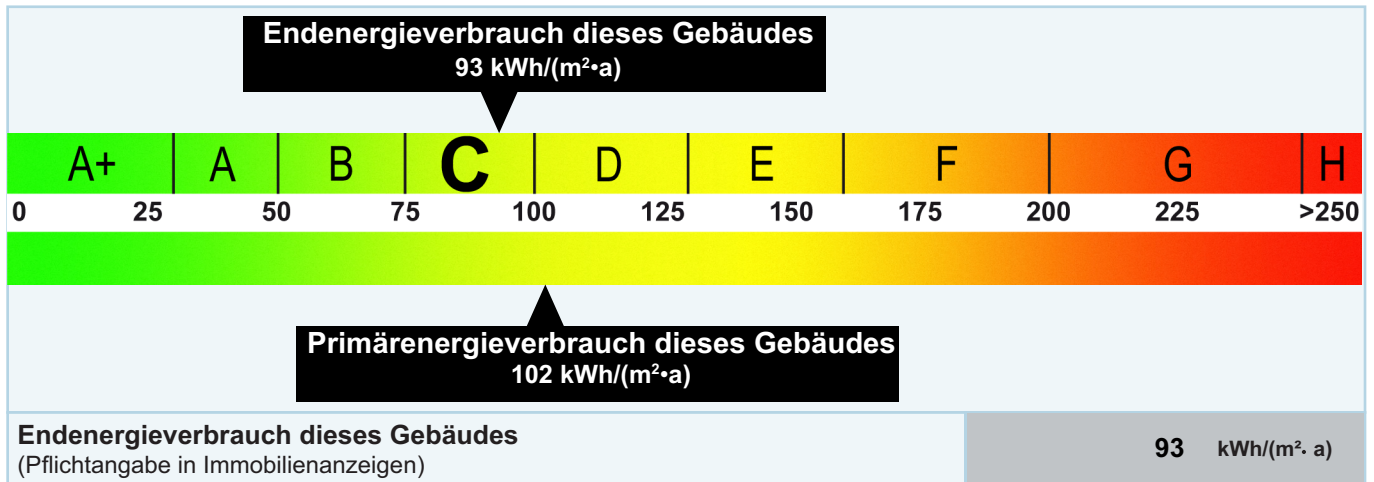 Endenergieverbrauch dieses Gebäudes
93 kWh/(m²•a)
A+ A B C D E F G H
0 25 50 75 100 125 150 175 200 225 >250
Primärenergieverbrauch dieses Gebäudes
102 kWh/(m²•a)
Endenergieverbrauch dieses Gebäudes
(Pflichtangabe in Immobilienanzeigen)
93 kWh/(m²· a)